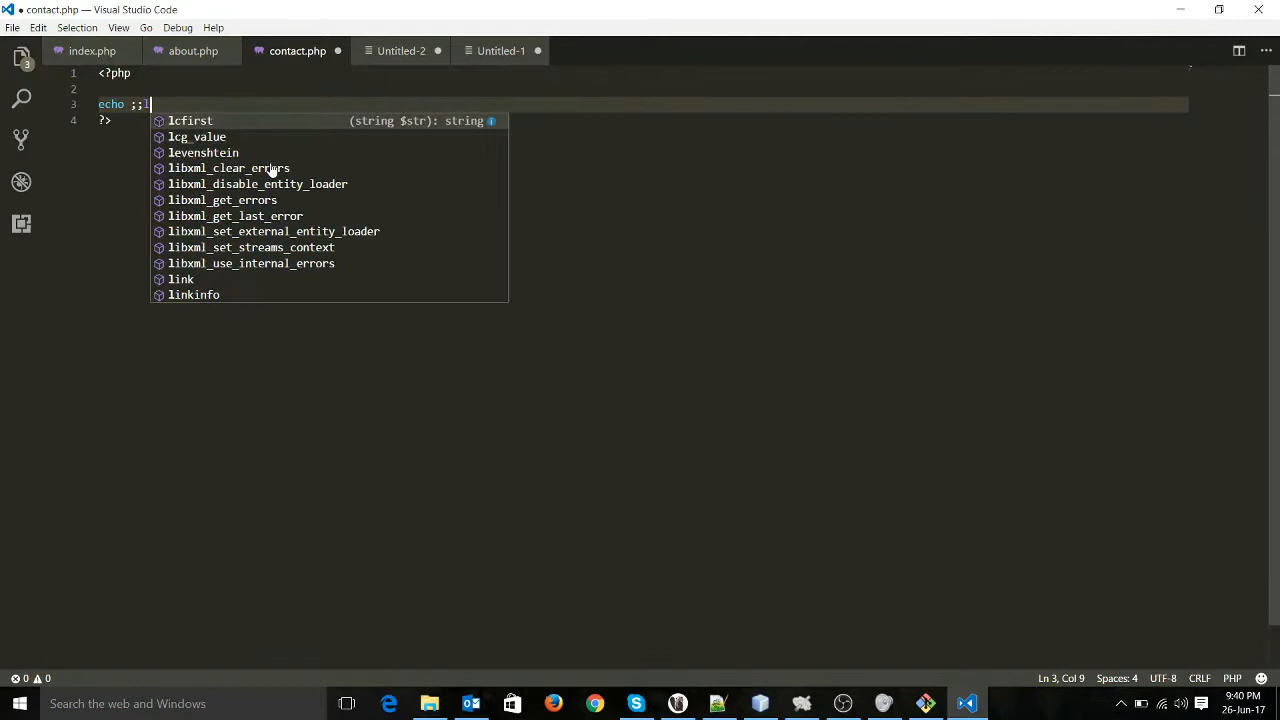 ● contact.php — Visual Studio Code
File Edit Selection View Go Debug Help
3
index.php about.php contact.php Untitled-2 Untitled-1
1 <?php
2
3 echo ;;l
4 ?>
lcfirst (string $str): string
lcg_value
levenshtein
libxml_clear_errors
libxml_disable_entity_loader
libxml_get_errors
libxml_get_last_error
libxml_set_external_entity_loader
libxml_set_streams_context
libxml_use_internal_errors
link
linkinfo
0 0 Ln 3, Col 9 Spaces: 4 UTF-8 CRLF PHP
Search the web and Windows
9:40 PM
26-Jun-17